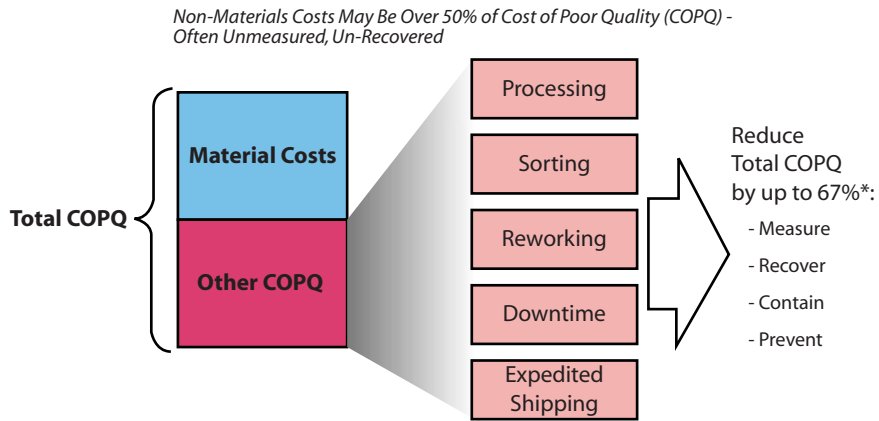 Non-Materials Costs May Be Over 50% of Cost of Poor Quality (COPQ) -
Often Unmeasured, Un-Recovered
Total COPQ
Material Costs
Other COPQ
Processing
Sorting
Reworking
Downtime
Expedited
Shipping
Reduce
Total COPQ
by up to 67%*:
- Measure
- Recover
- Contain
- Prevent